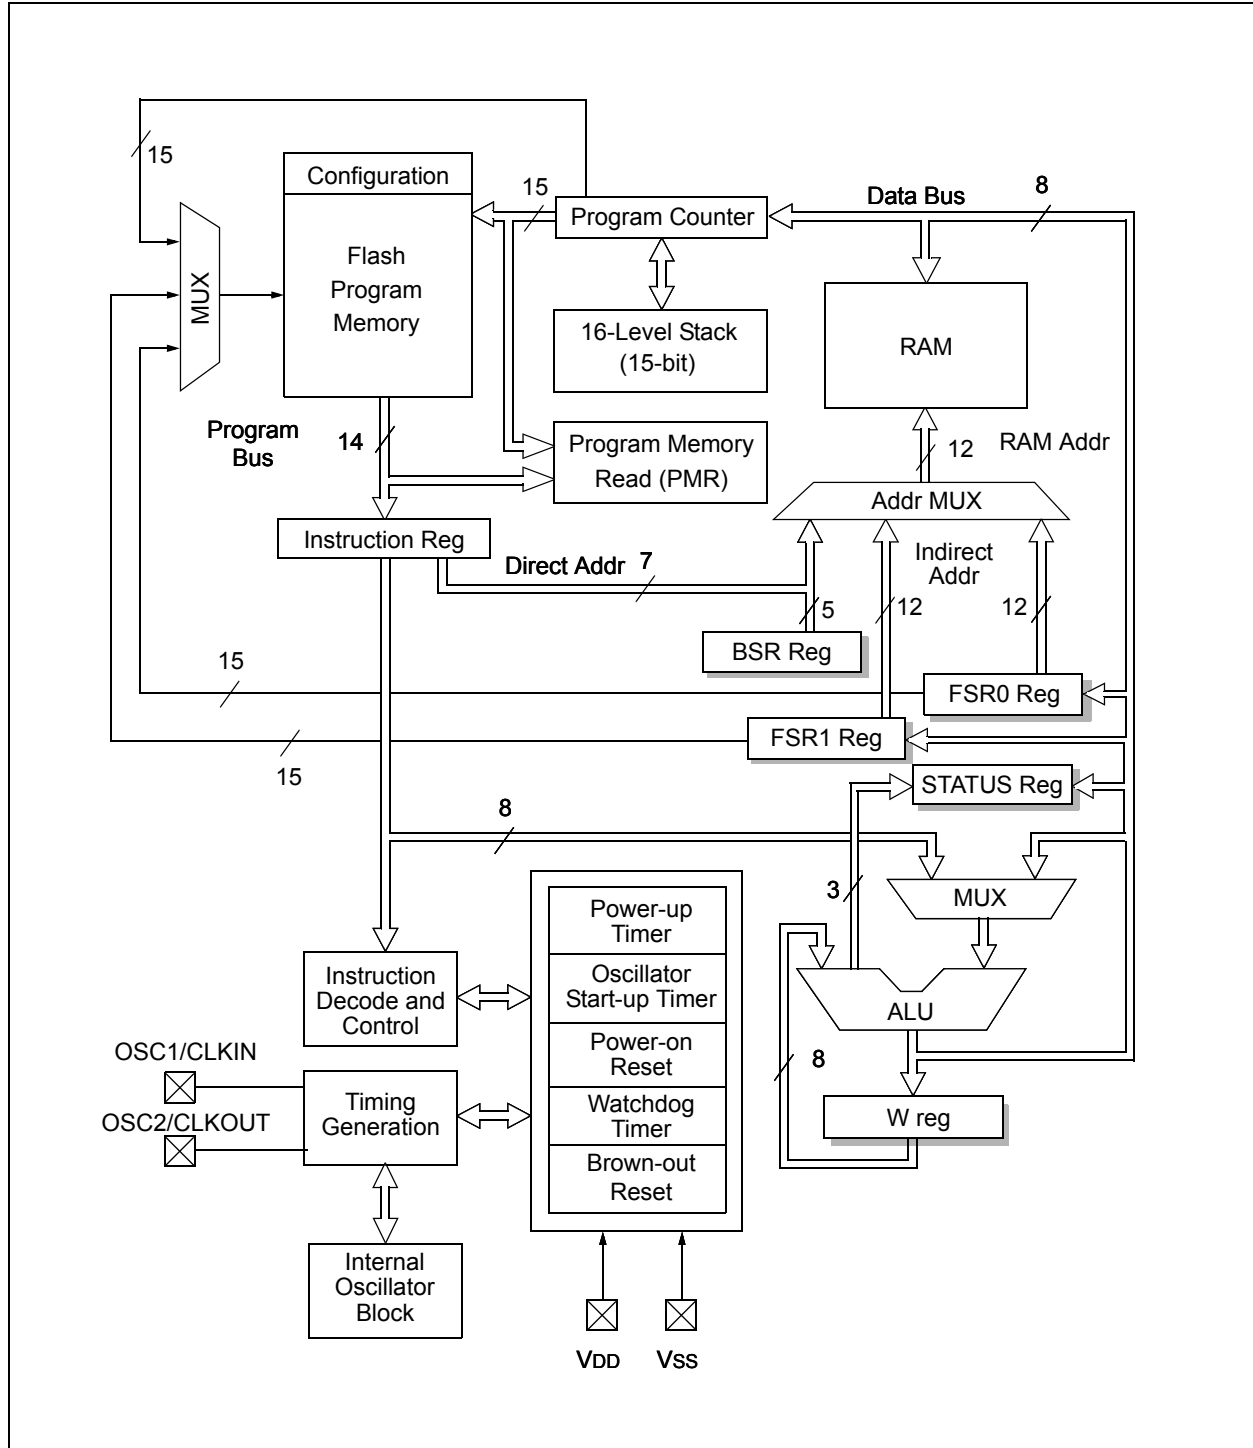 15
Configuration
Flash
Program
Memory
MUX
15
Program Counter
Data Bus
8
16-Level Stack
(15-bit)
RAM
Program
Bus
14
Program Memory
Read (PMR)
12
RAM Addr
Addr MUX
Instruction Reg
Direct Addr
7
Indirect
Addr
5
12
12
BSR Reg
15
FSR0 Reg
FSR1 Reg
15
STATUS Reg
8
3
MUX
Power-up
Timer
Oscillator
Start-up Timer
Power-on
Reset
Watchdog
Timer
Brown-out
Reset
Instruction
Decode and
Control
ALU
8
OSC1/CLKIN
OSC2/CLKOUT
Timing
Generation
W reg
Internal
Oscillator
Block
VDD
VSS